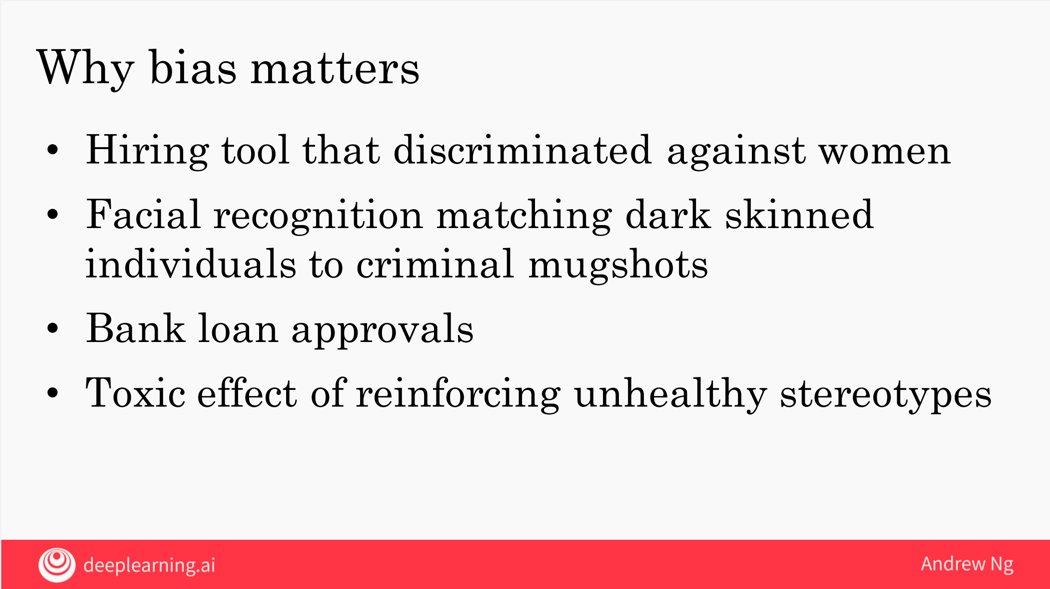 Why bias matters
• Hiring tool that discriminated against women
• Facial recognition matching dark skinned
individuals to criminal mugshots
• Bank loan approvals
• Toxic effect of reinforcing unhealthy stereotypes
deeplearning.ai
Andrew Ng